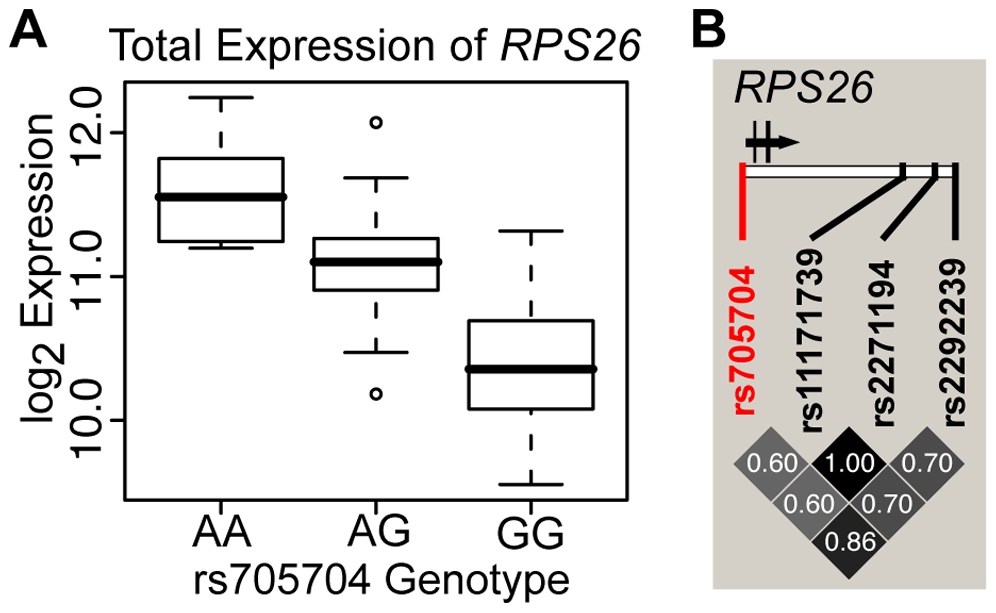 A
Total Expression of RPS26
log2 Expression
12.0
11.0
10.0
AA AG GG
rs705704 Genotype
B
RPS26
rs705704
rs11171739
rs2271194
rs2292239
0.60 1.00 0.70
0.60 0.70
0.86